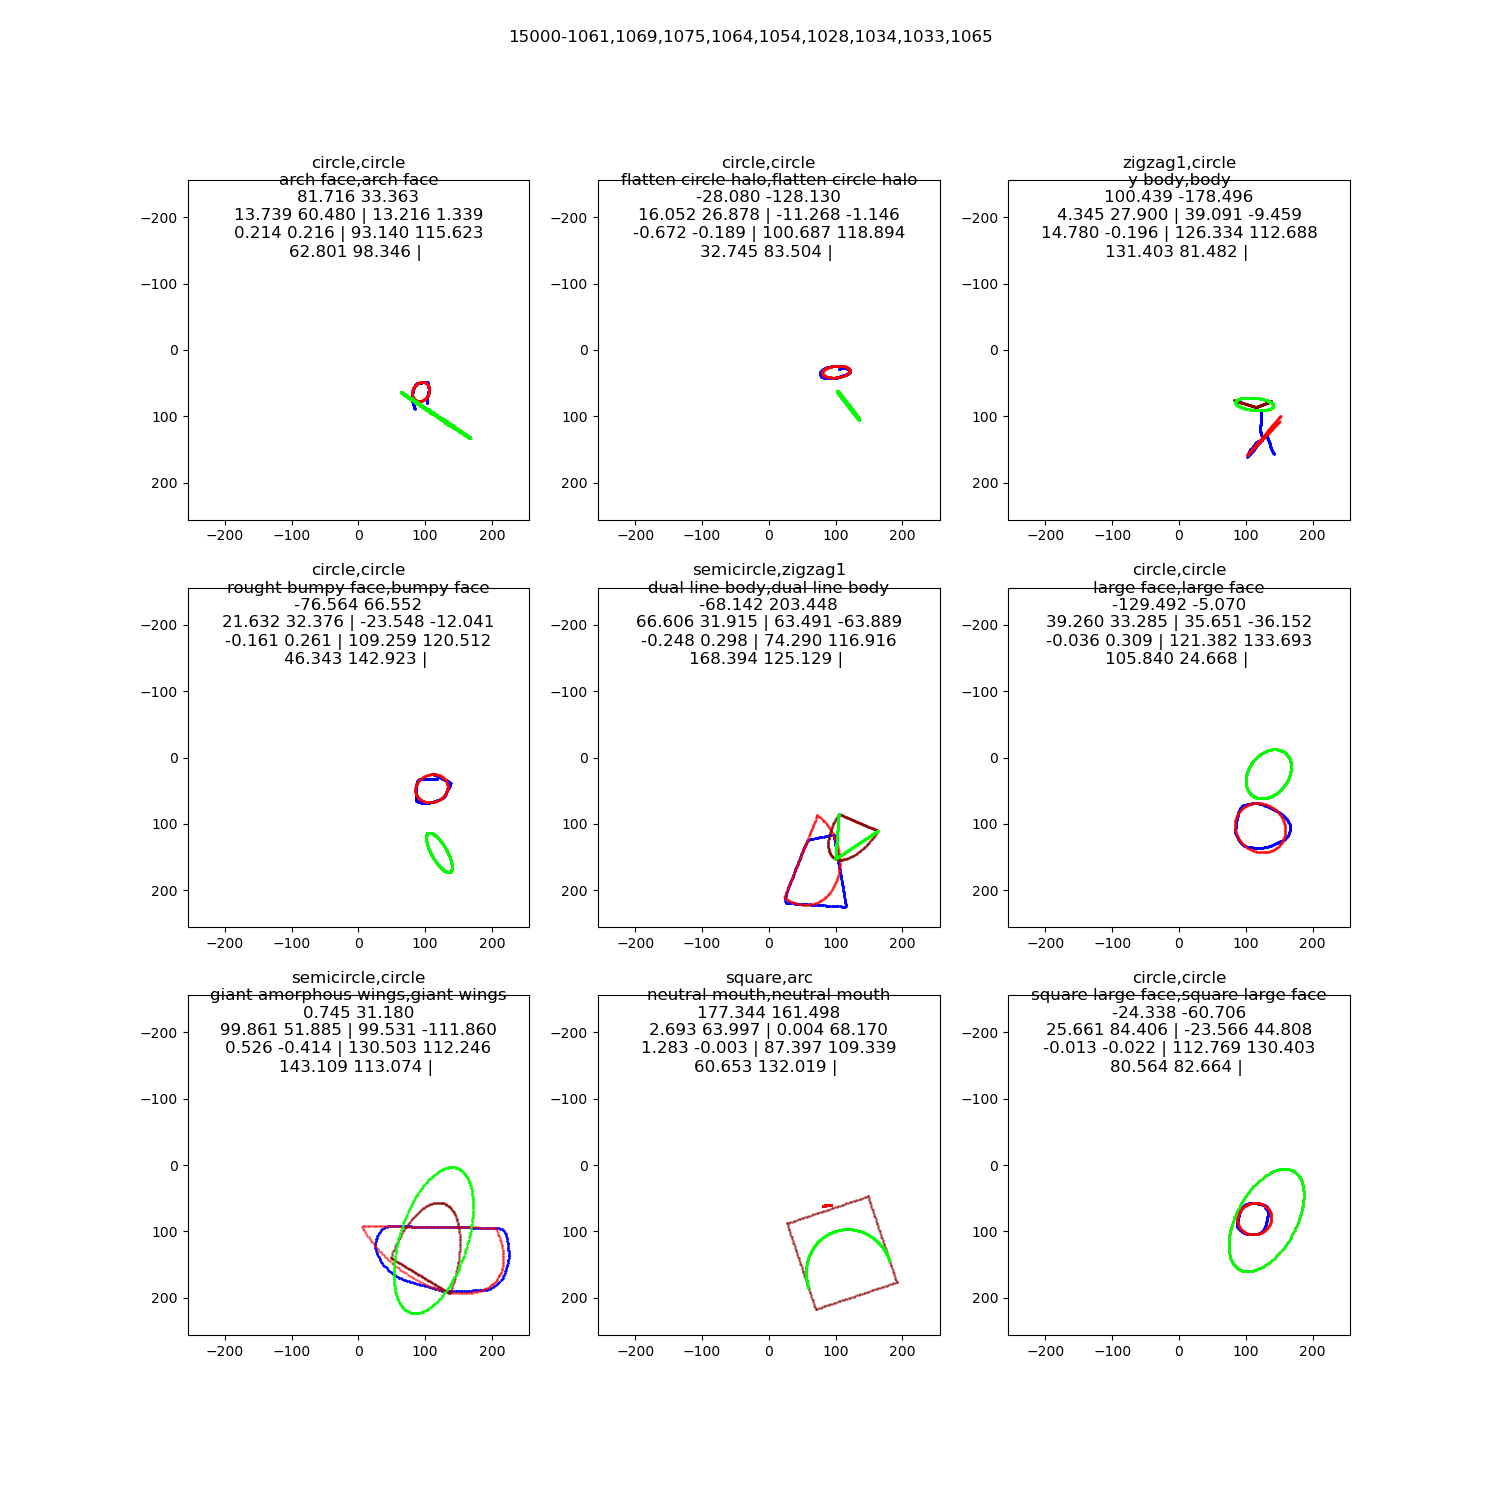 15000-1061,1069,1075,1064,1054,1028,1034,1033,1065
circle,circle
arch face,arch face
81.716 33.363
13.739 60.480 | 13.216 1.339
0.214 0.216 | 93.140 115.623
62.801 98.346 |
−200
−100
0
100
200
−200 −100 0 100 200
circle,circle
flatten circle halo,flatten circle halo
-28.080 -128.130
16.052 26.878 | -11.268 -1.146
-0.672 -0.189 | 100.687 118.894
32.745 83.504 |
−200
−100
0
100
200
−200 −100 0 100 200
zigzag1,circle
y body,body
100.439 -178.496
4.345 27.900 | 39.091 -9.459
14.780 -0.196 | 126.334 112.688
131.403 81.482 |
−200
−100
0
100
200
−200 −100 0 100 200
circle,circle
rought bumpy face,bumpy face
-76.564 66.552
21.632 32.376 | -23.548 -12.041
-0.161 0.261 | 109.259 120.512
46.343 142.923 |
−200
−100
0
100
200
−200 −100 0 100 200
semicircle,zigzag1
dual line body,dual line body
-68.142 203.448
66.606 31.915 | 63.491 -63.889
-0.248 0.298 | 74.290 116.916
168.394 125.129 |
−200
−100
0
100
200
−200 −100 0 100 200
circle,circle
large face,large face
-129.492 -5.070
39.260 33.285 | 35.651 -36.152
-0.036 0.309 | 121.382 133.693
105.840 24.668 |
−200
−100
0
100
200
−200 −100 0 100 200
semicircle,circle
giant amorphous wings,giant wings
0.745 31.180
99.861 51.885 | 99.531 -111.860
0.526 -0.414 | 130.503 112.246
143.109 113.074 |
−200
−100
0
100
200
−200 −100 0 100 200
square,arc
neutral mouth,neutral mouth
177.344 161.498
2.693 63.997 | 0.004 68.170
1.283 -0.003 | 87.397 109.339
60.653 132.019 |
−200
−100
0
100
200
−200 −100 0 100 200
circle,circle
square large face,square large face
-24.338 -60.706
25.661 84.406 | -23.566 44.808
-0.013 -0.022 | 112.769 130.403
80.564 82.664 |
−200
−100
0
100
200
−200 −100 0 100 200